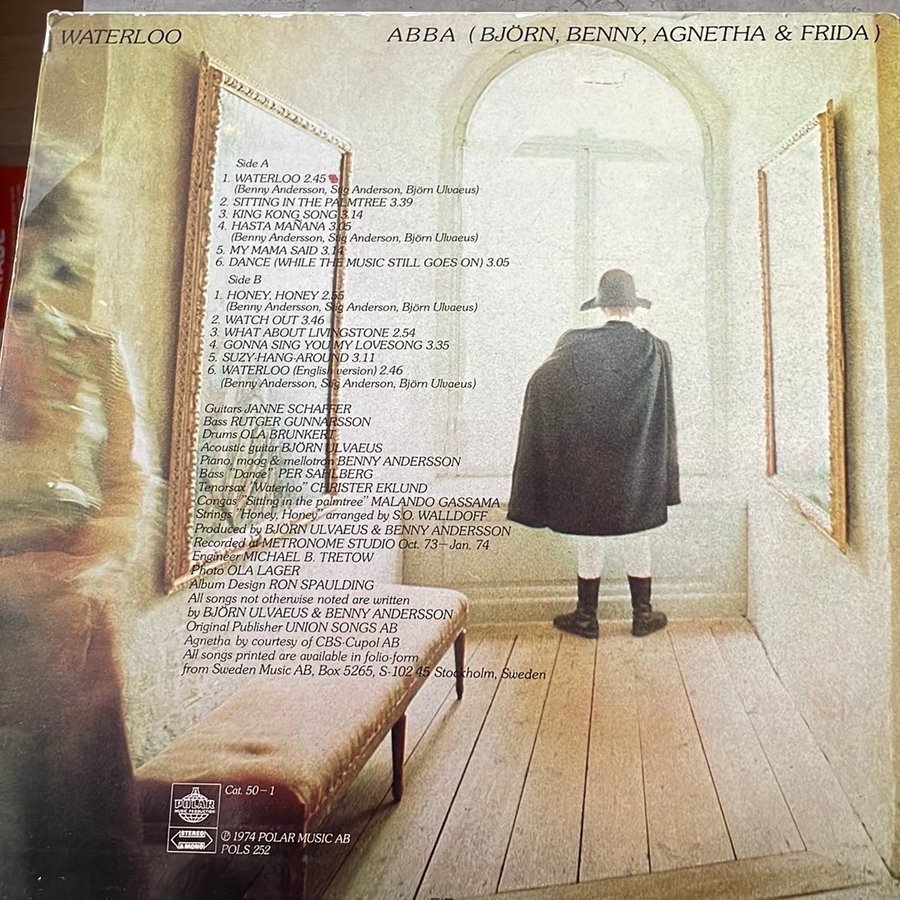 WATERLOO
ABBA (BJÖRN, BENNY, AGNETHA & FRIDA)
Side A
1. WATERLOO 2.45
(Benny Andersson, Stig Anderson, Björn Ulvaeus)
2. SITTING IN THE PALMTREE 3.39
3. KING KONG SONG 3.14
4. HASTA MAÑANA 3.05
(Benny Andersson, Stig Anderson, Björn Ulvaeus)
5. MY MAMA SAID 3.14
6. DANCE (WHILE THE MUSIC STILL GOES ON) 3.05
Side B
1. HONEY, HONEY 2.55
(Benny Andersson, Stig Anderson, Björn Ulvaeus)
2. WATCH OUT 3.46
3. WHAT ABOUT LIVINGSTONE 2.54
4. GONNA SING YOU MY LOVESONG 3.35
5. SUZY-HANG-AROUND 3.11
6. WATERLOO (English version) 2.46
(Benny Andersson, Stig Anderson, Björn Ulvaeus)
Guitars JANNE SCHAFFER
Bass RUTGER GUNNARSSON
Drums OLA BRUNKERT
Acoustic guitar BJÖRN ULVAEUS
Piano, moog & mellotron BENNY ANDERSSON
Bass "Dance" PER SAHLBERG
Tenorsax "Waterloo" CHRISTER EKLUND
Congas "Sitting in the palmtree" MALANDO GASSAMA
Strings "Honey, Honey" arranged by S.O. WALLDOFF
Produced by BJÖRN ULVAEUS & BENNY ANDERSSON
Recorded at METRONOME STUDIO Oct. 73–Jan. 74
Engineer MICHAEL B. TRETOW
Photo OLA LAGER
Album Design RON SPAULDING
All songs not otherwise noted are written
by BJÖRN ULVAEUS & BENNY ANDERSSON
Original Publisher UNION SONGS AB
Agnetha by courtesy of CBS-Cupol AB
All songs printed are available in folio-form
from Sweden Music AB, Box 5265, S-102 45 Stockholm, Sweden
Cat. 50–1
POLAR
MUSIC PRODUCTION
STEREO
& MONO
℗ 1974 POLAR MUSIC AB
POLS 252